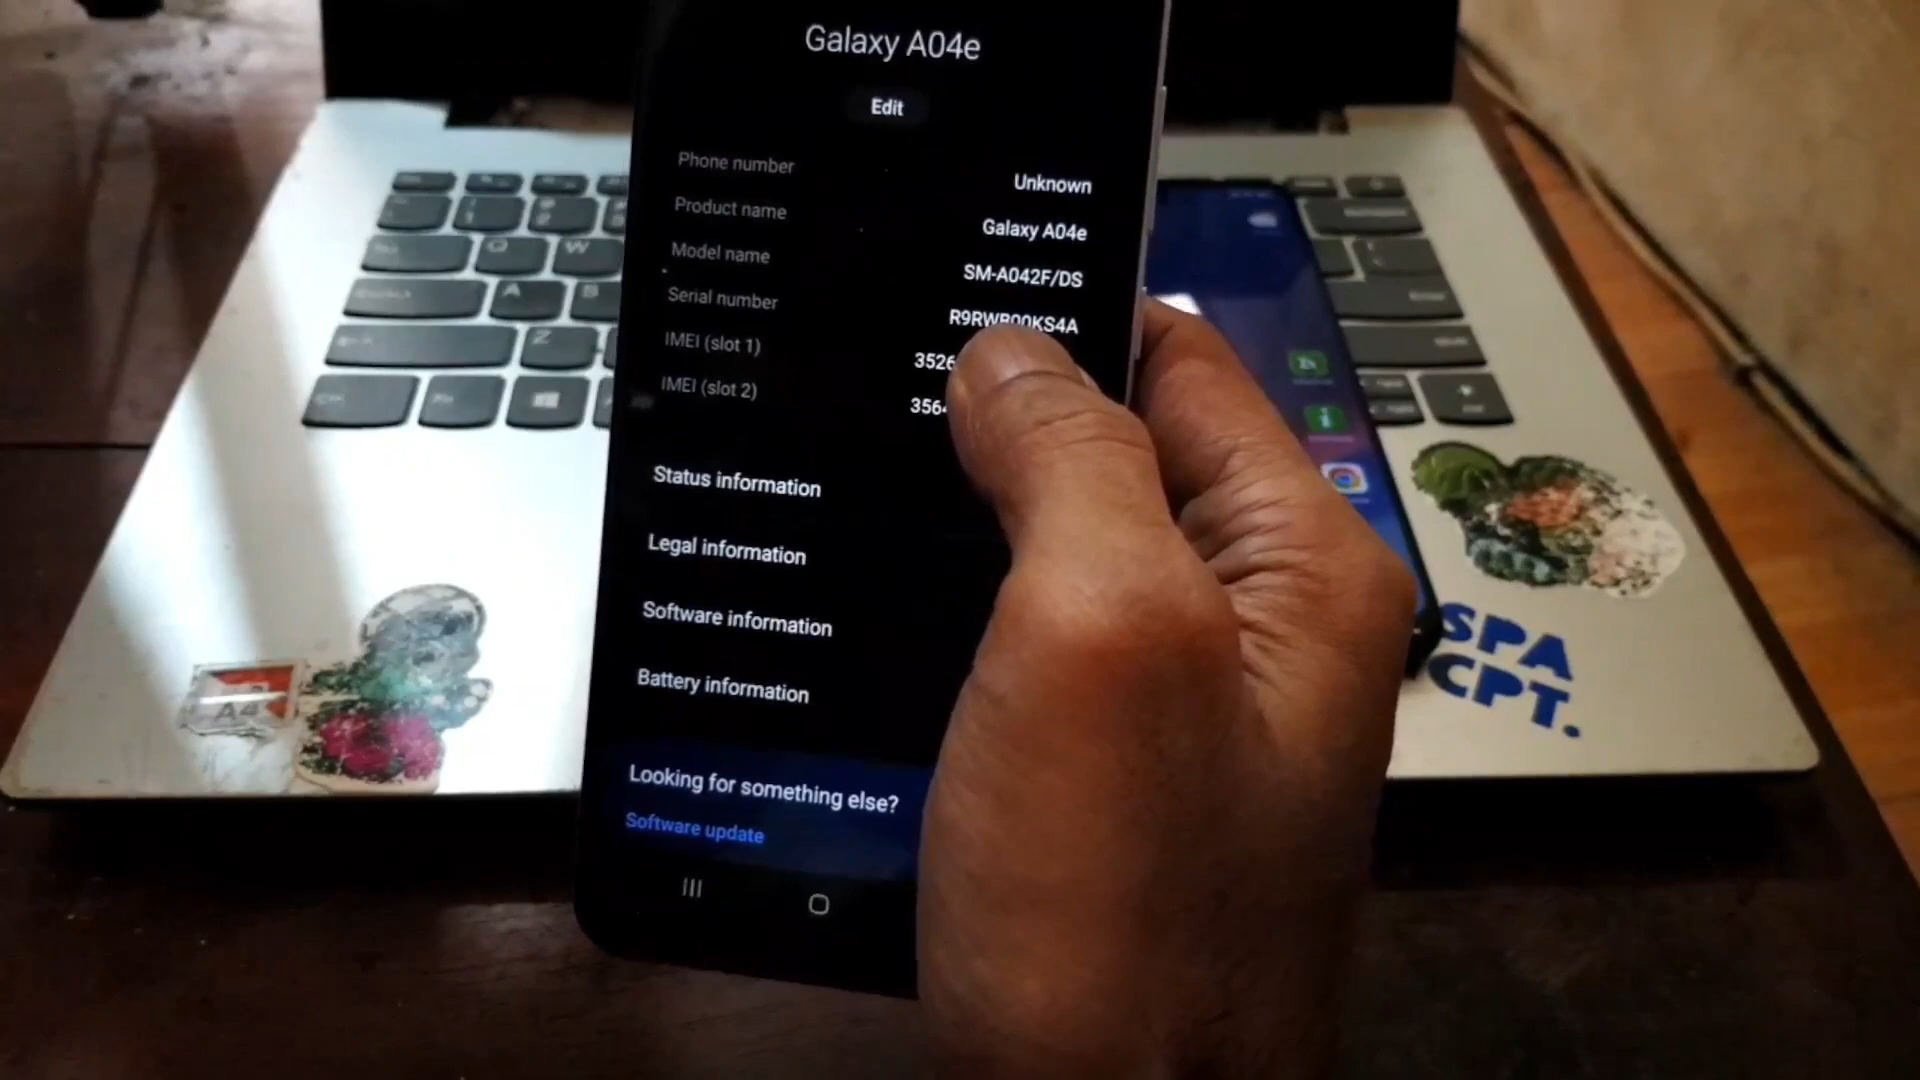 Galaxy A04e
Edit
Phone number Unknown
Product name Galaxy A04e
Model name SM-A042F/DS
Serial number R9RWB00KS4A
IMEI (slot 1) 3526
IMEI (slot 2) 356
Status information
Legal information
Software information
Battery information
Looking for something else?
Software update
Q W
A
Z
SPA
CPT.
A4